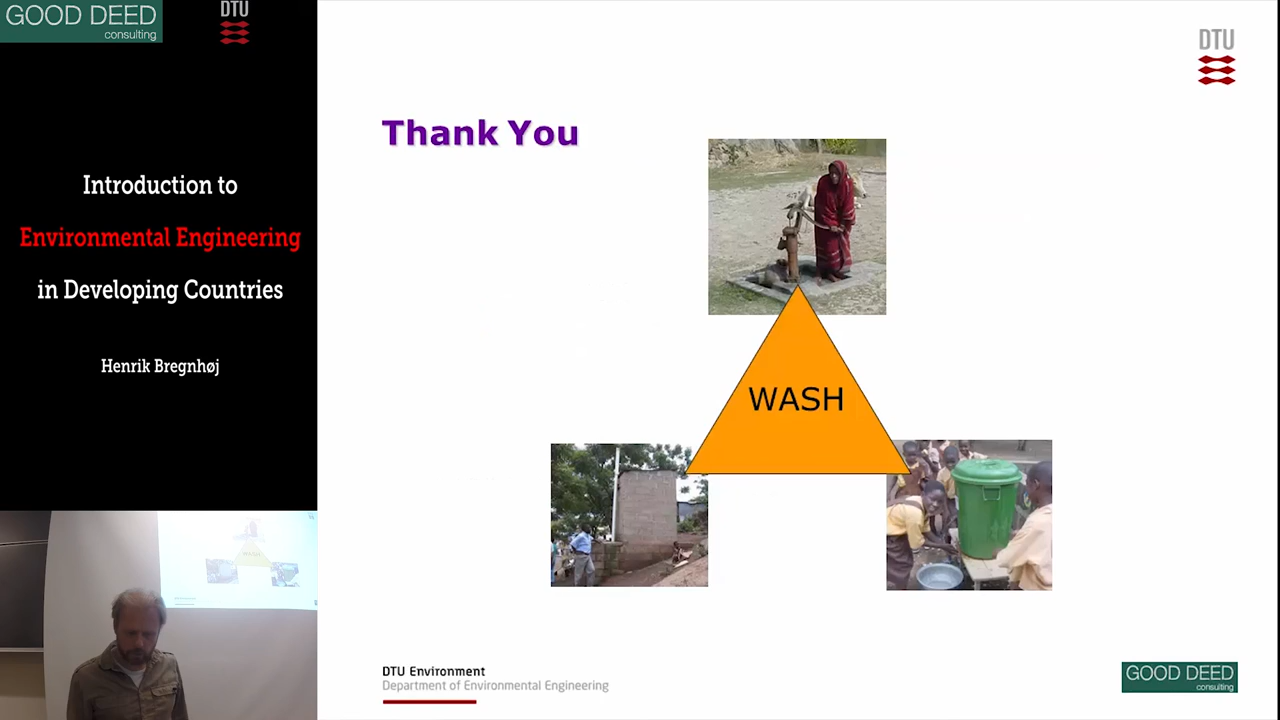 GOOD DEED
consulting
DTU
Introduction to
Environmental Engineering
in Developing Countries
Henrik Bregnhøj
DTU
Thank You
WASH
DTU Environment
Department of Environmental Engineering
GOOD DEED
consulting